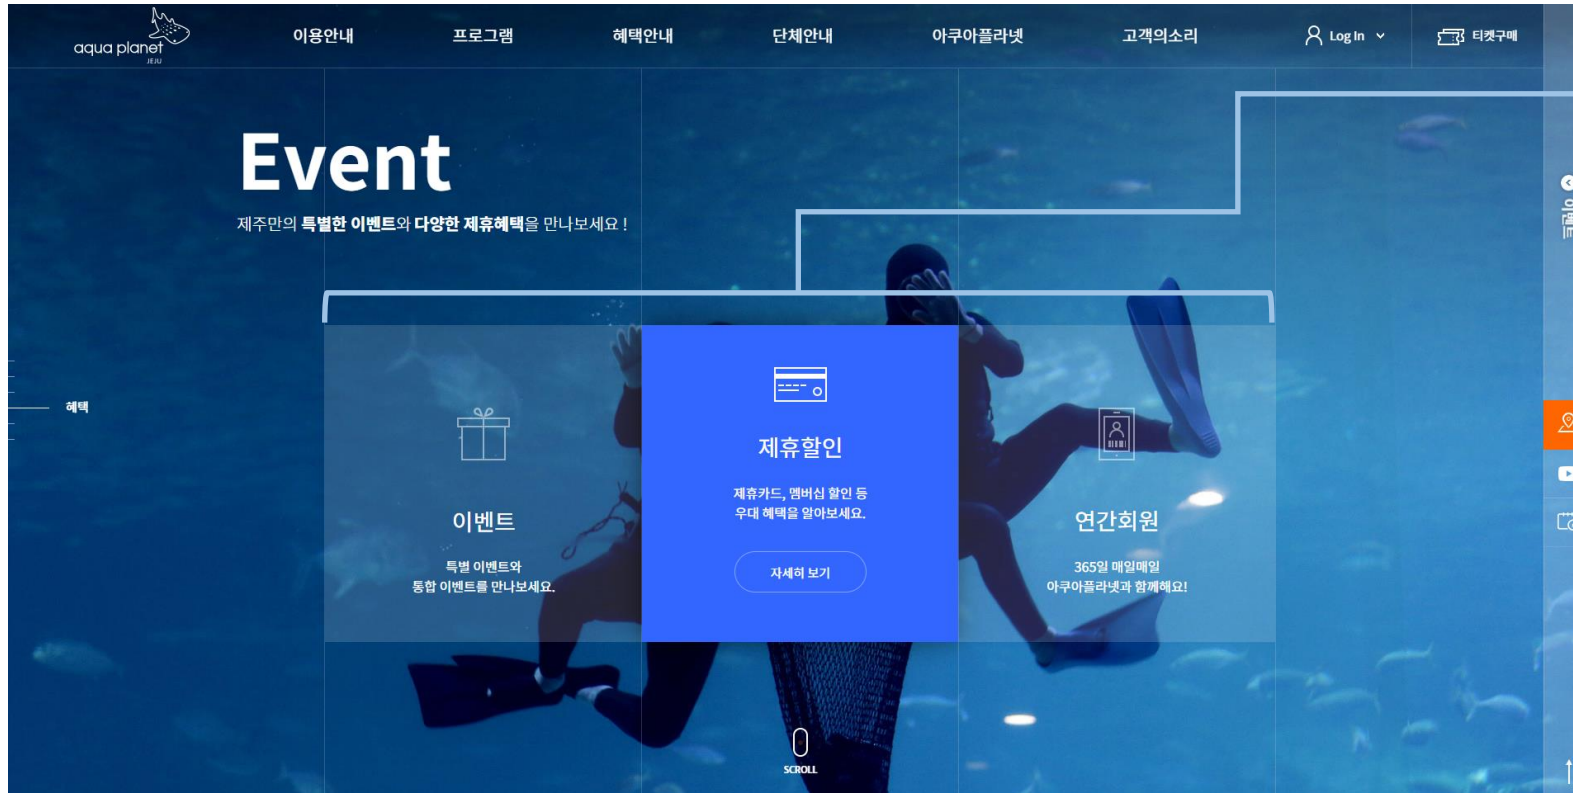 aqua planet
JEJU
이용안내
프로그램
혜택안내
단체안내
아쿠아플라넷
고객의소리
Log In
티켓구매
Event
제주만의 특별한 이벤트와 다양한 제휴혜택을 만나보세요 !
이벤트
혜택
이벤트
특별 이벤트와
통합 이벤트를 만나보세요.
제휴할인
제휴카드, 멤버십 할인 등
우대 혜택을 알아보세요.
자세히 보기
연간회원
365일 매일매일
아쿠아플라넷과 함께해요!
SCROLL